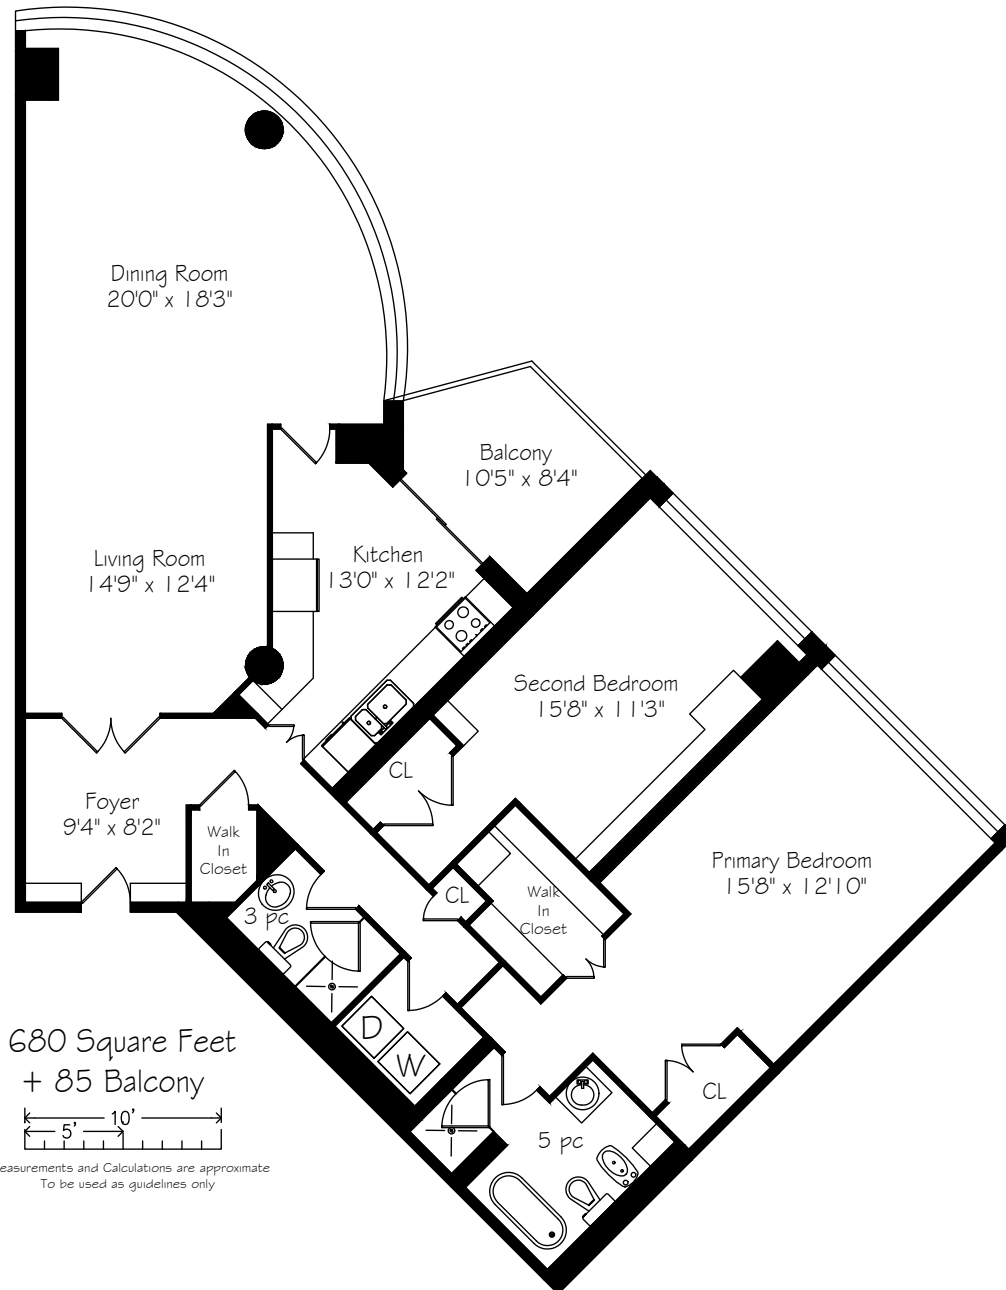 Dining Room
20'0" x 18'3"
Balcony
10'5" x 8'4"
Living Room
14'9" x 12'4"
Kitchen
13'0" x 12'2"
Second Bedroom
15'8" x 11'3"
CL
Foyer
9'4" x 8'2"
Walk
In
Closet
Primary Bedroom
15'8" x 12'10"
CL
Walk
In
Closet
3 pc
D
W
CL
5 pc
680 Square Feet
+ 85 Balcony
10'
5'
and Calculations are approximate
To be used as guidelines only